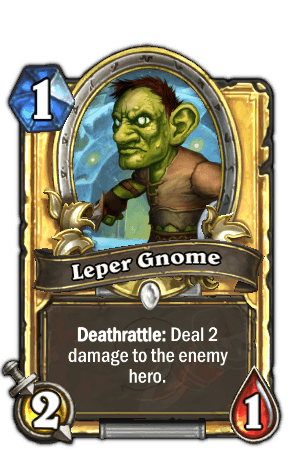 1
Leper Gnome
Deathrattle: Deal 2
damage to the enemy
hero.
2
1